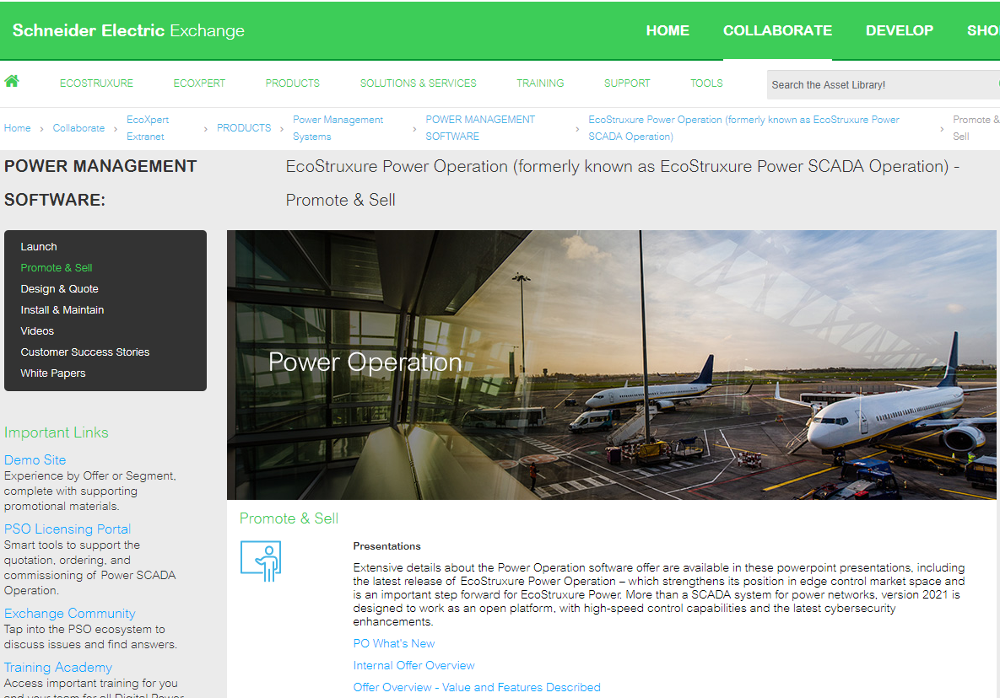 Schneider Electric Exchange
HOME
COLLABORATE
DEVELOP
SHO
ECOSTRUXURE
ECOXPERT
PRODUCTS
SOLUTIONS & SERVICES
TRAINING
SUPPORT
TOOLS
Search the Asset Library!
Home › Collaborate › EcoXpert Extranet › PRODUCTS › Power Management Systems › POWER MANAGEMENT SOFTWARE › EcoStruxure Power Operation (formerly known as EcoStruxure Power SCADA Operation) › Promote & Sell
POWER MANAGEMENT
SOFTWARE:
EcoStruxure Power Operation (formerly known as EcoStruxure Power SCADA Operation) -
Promote & Sell
Launch
Promote & Sell
Design & Quote
Install & Maintain
Videos
Customer Success Stories
White Papers
Important Links
Demo Site
Experience by Offer or Segment,
complete with supporting
promotional materials.
PSO Licensing Portal
Smart tools to support the
quotation, ordering, and
commissioning of Power SCADA
Operation.
Exchange Community
Tap into the PSO ecosystem to
discuss issues and find answers.
Training Academy
Access important training for you
and your team for all Digital Power
Power Operation
Promote & Sell
Presentations
Extensive details about the Power Operation software offer are available in these powerpoint presentations, including
the latest release of EcoStruxure Power Operation – which strengthens its position in edge control market space and
is an important step forward for EcoStruxure Power. More than a SCADA system for power networks, version 2021 is
designed to work as an open platform, with high-speed control capabilities and the latest cybersecurity
enhancements.
PO What's New
Internal Offer Overview
Offer Overview - Value and Features Described